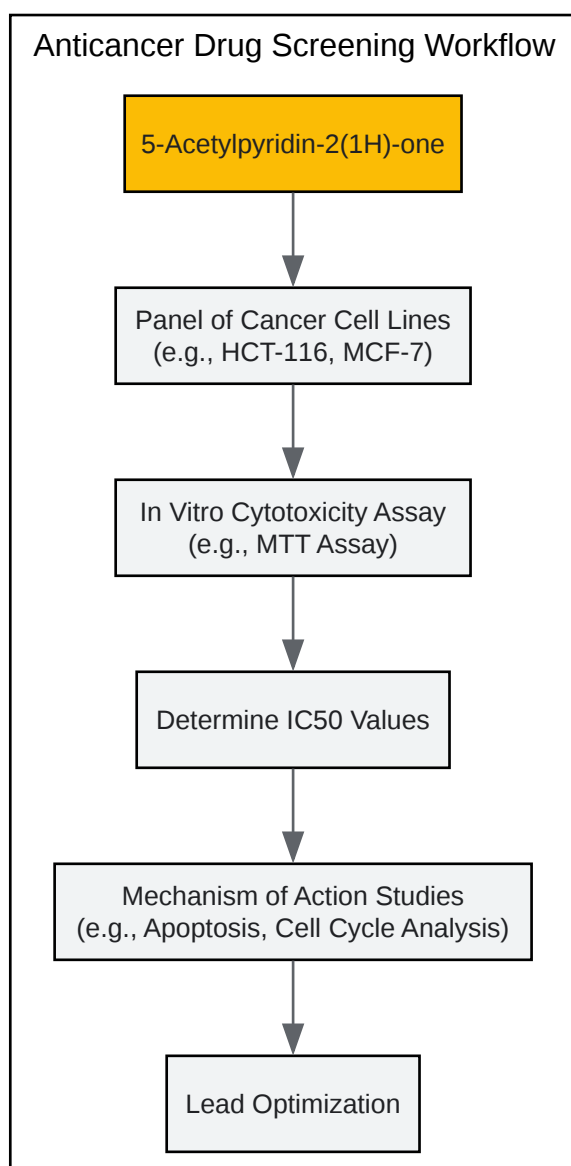 Anticancer Drug Screening Workflow
5-Acetylpyridin-2(1H)-one
Panel of Cancer Cell Lines
(e.g., HCT-116, MCF-7)
In Vitro Cytotoxicity Assay
(e.g., MTT Assay)
Determine IC50 Values
Mechanism of Action Studies
(e.g., Apoptosis, Cell Cycle Analysis)
Lead Optimization